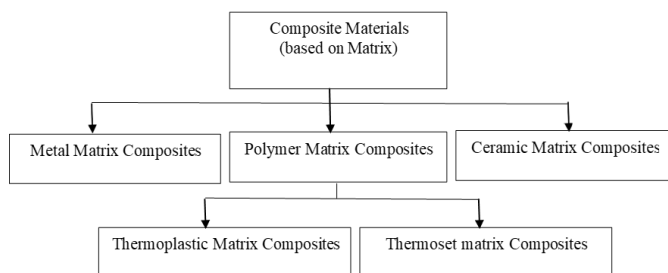 Composite Materials
(based on Matrix)
Metal Matrix Composites
Polymer Matrix Composites
Ceramic Matrix Composites
Thermoplastic Matrix Composites
Thermoset matrix Composites